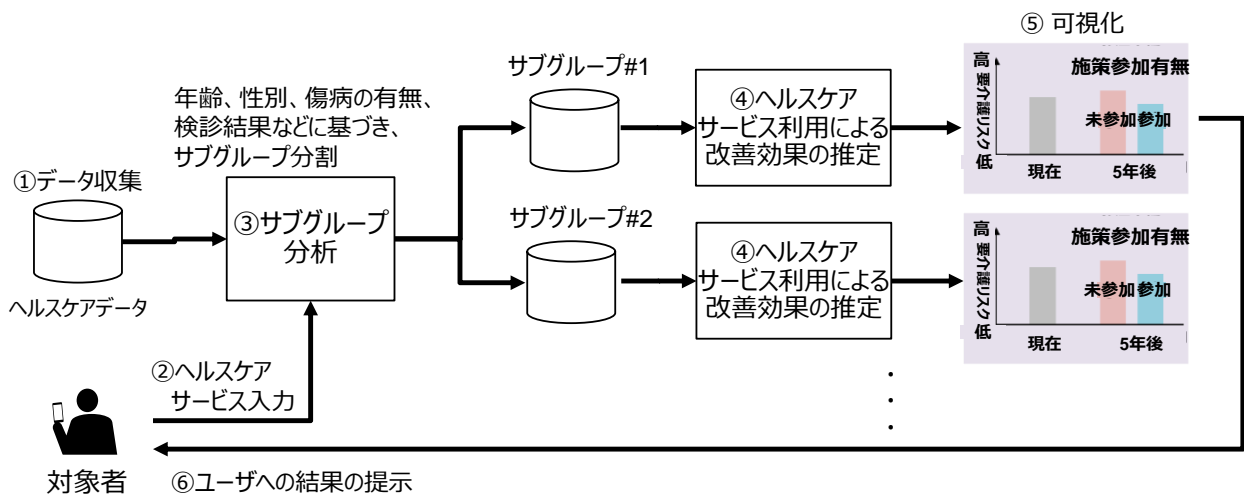 ⑤ 可視化
年齢、性別、傷病の有無、
検診結果などに基づき、
サブグループ分割
①データ収集
ヘルスケアデータ
③サブグループ
分析
サブグループ#1
④ヘルスケア
サービス利用による
改善効果の推定
高
要介護リスク
低
施策参加有無
未参加 参加
現在
5年後
サブグループ#2
④ヘルスケア
サービス利用による
改善効果の推定
高
要介護リスク
低
施策参加有無
未参加 参加
現在
5年後
②ヘルスケア
サービス入力
対象者
⑥ユーザへの結果の提示